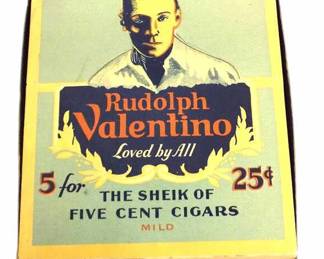 Rudolph
Valentino
Loved by All
5 for 25¢
THE SHEIK OF
FIVE CENT CIGARS
MILD